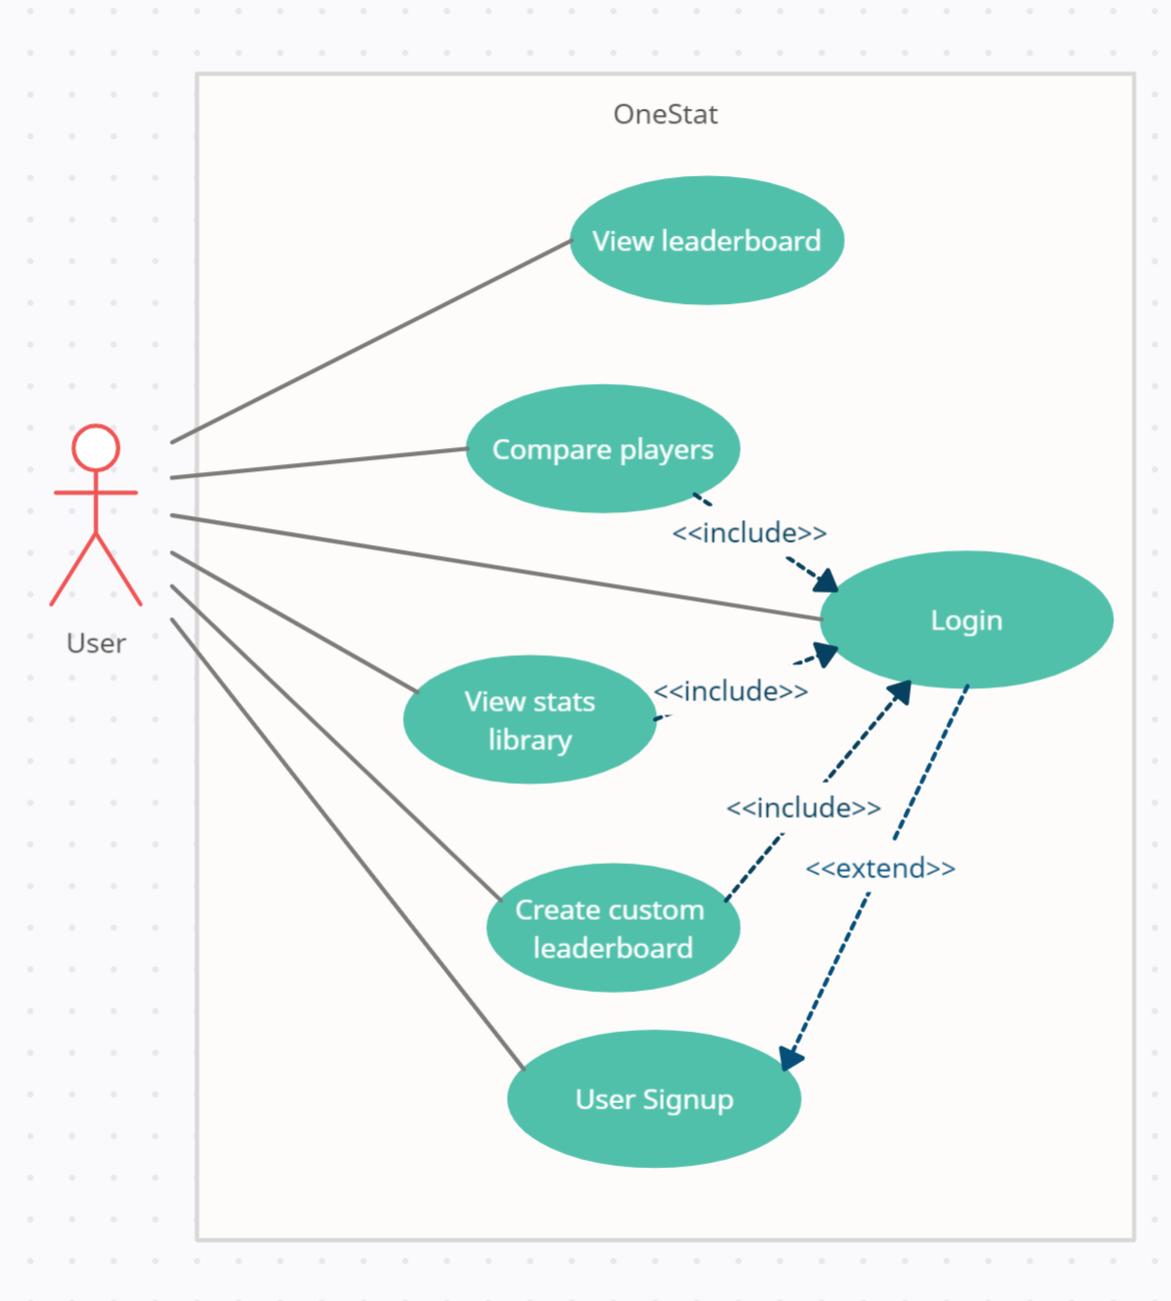 OneStat
View leaderboard
Compare players
<<include>>
Login
User
View stats
library
<<include>>
<<include>>
<<extend>>
Create custom
leaderboard
User Signup